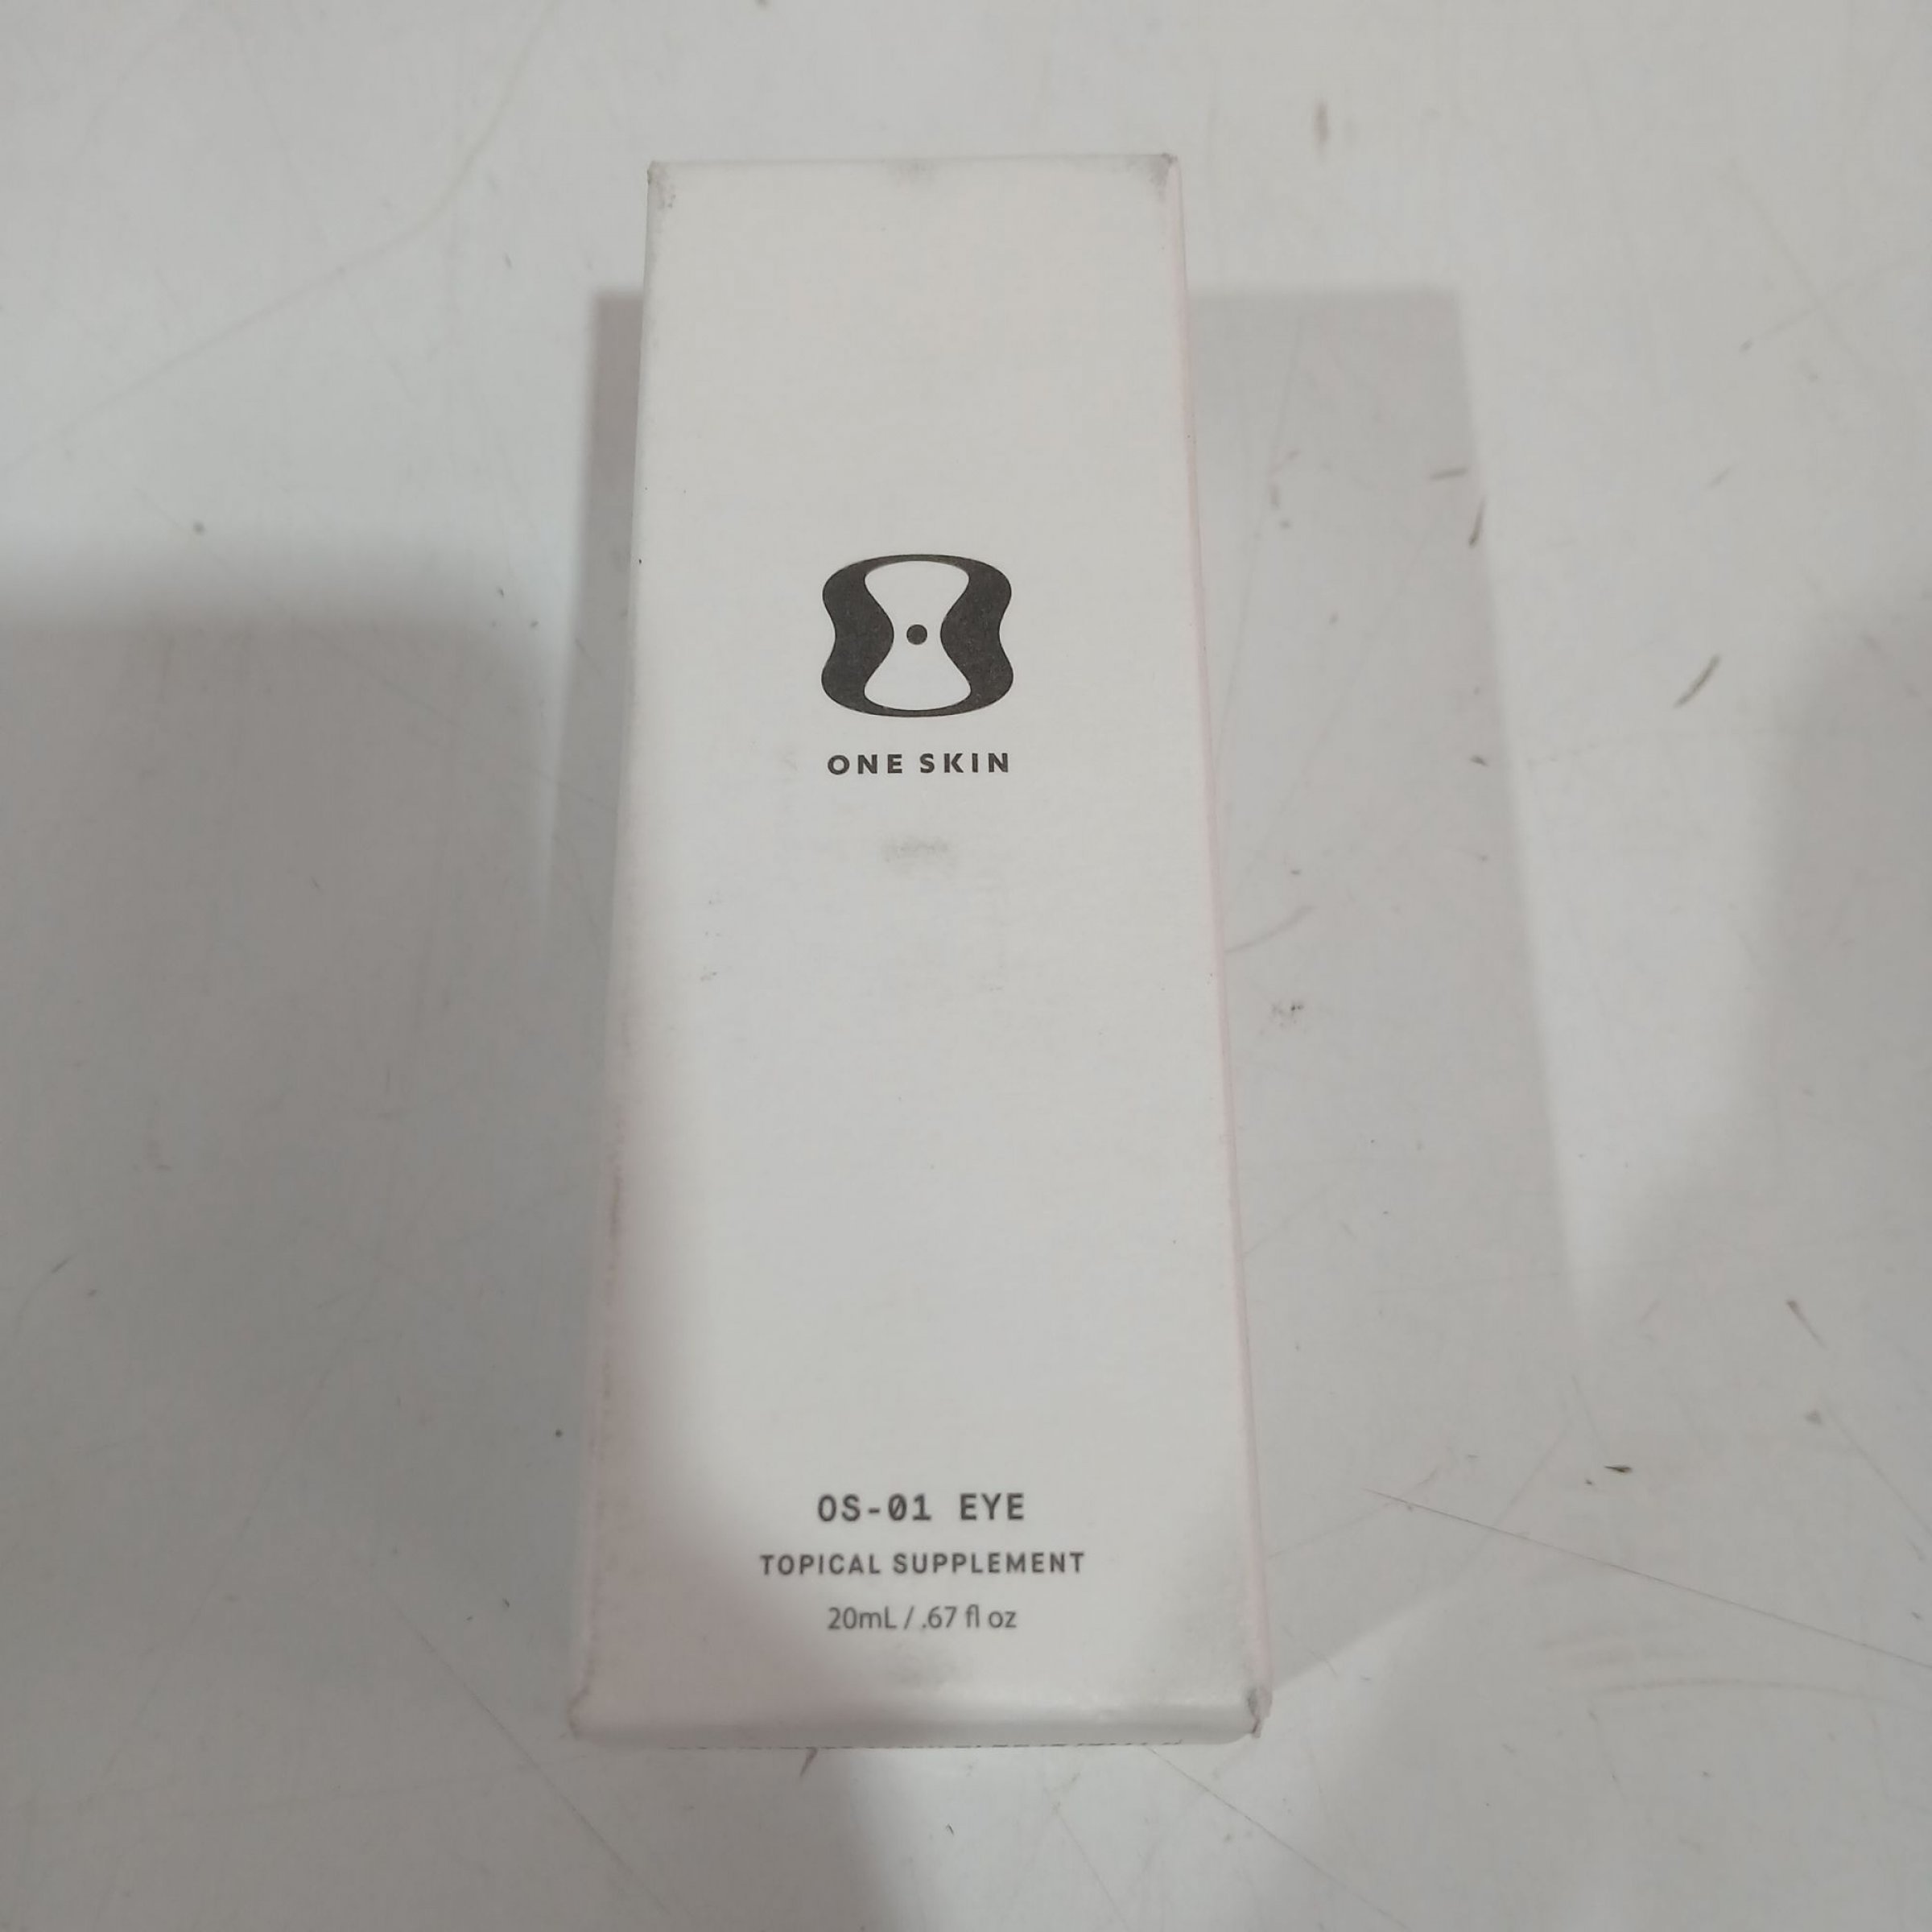 ONE SKIN
OS-01 EYE
TOPICAL SUPPLEMENT
20mL / .67 fl oz